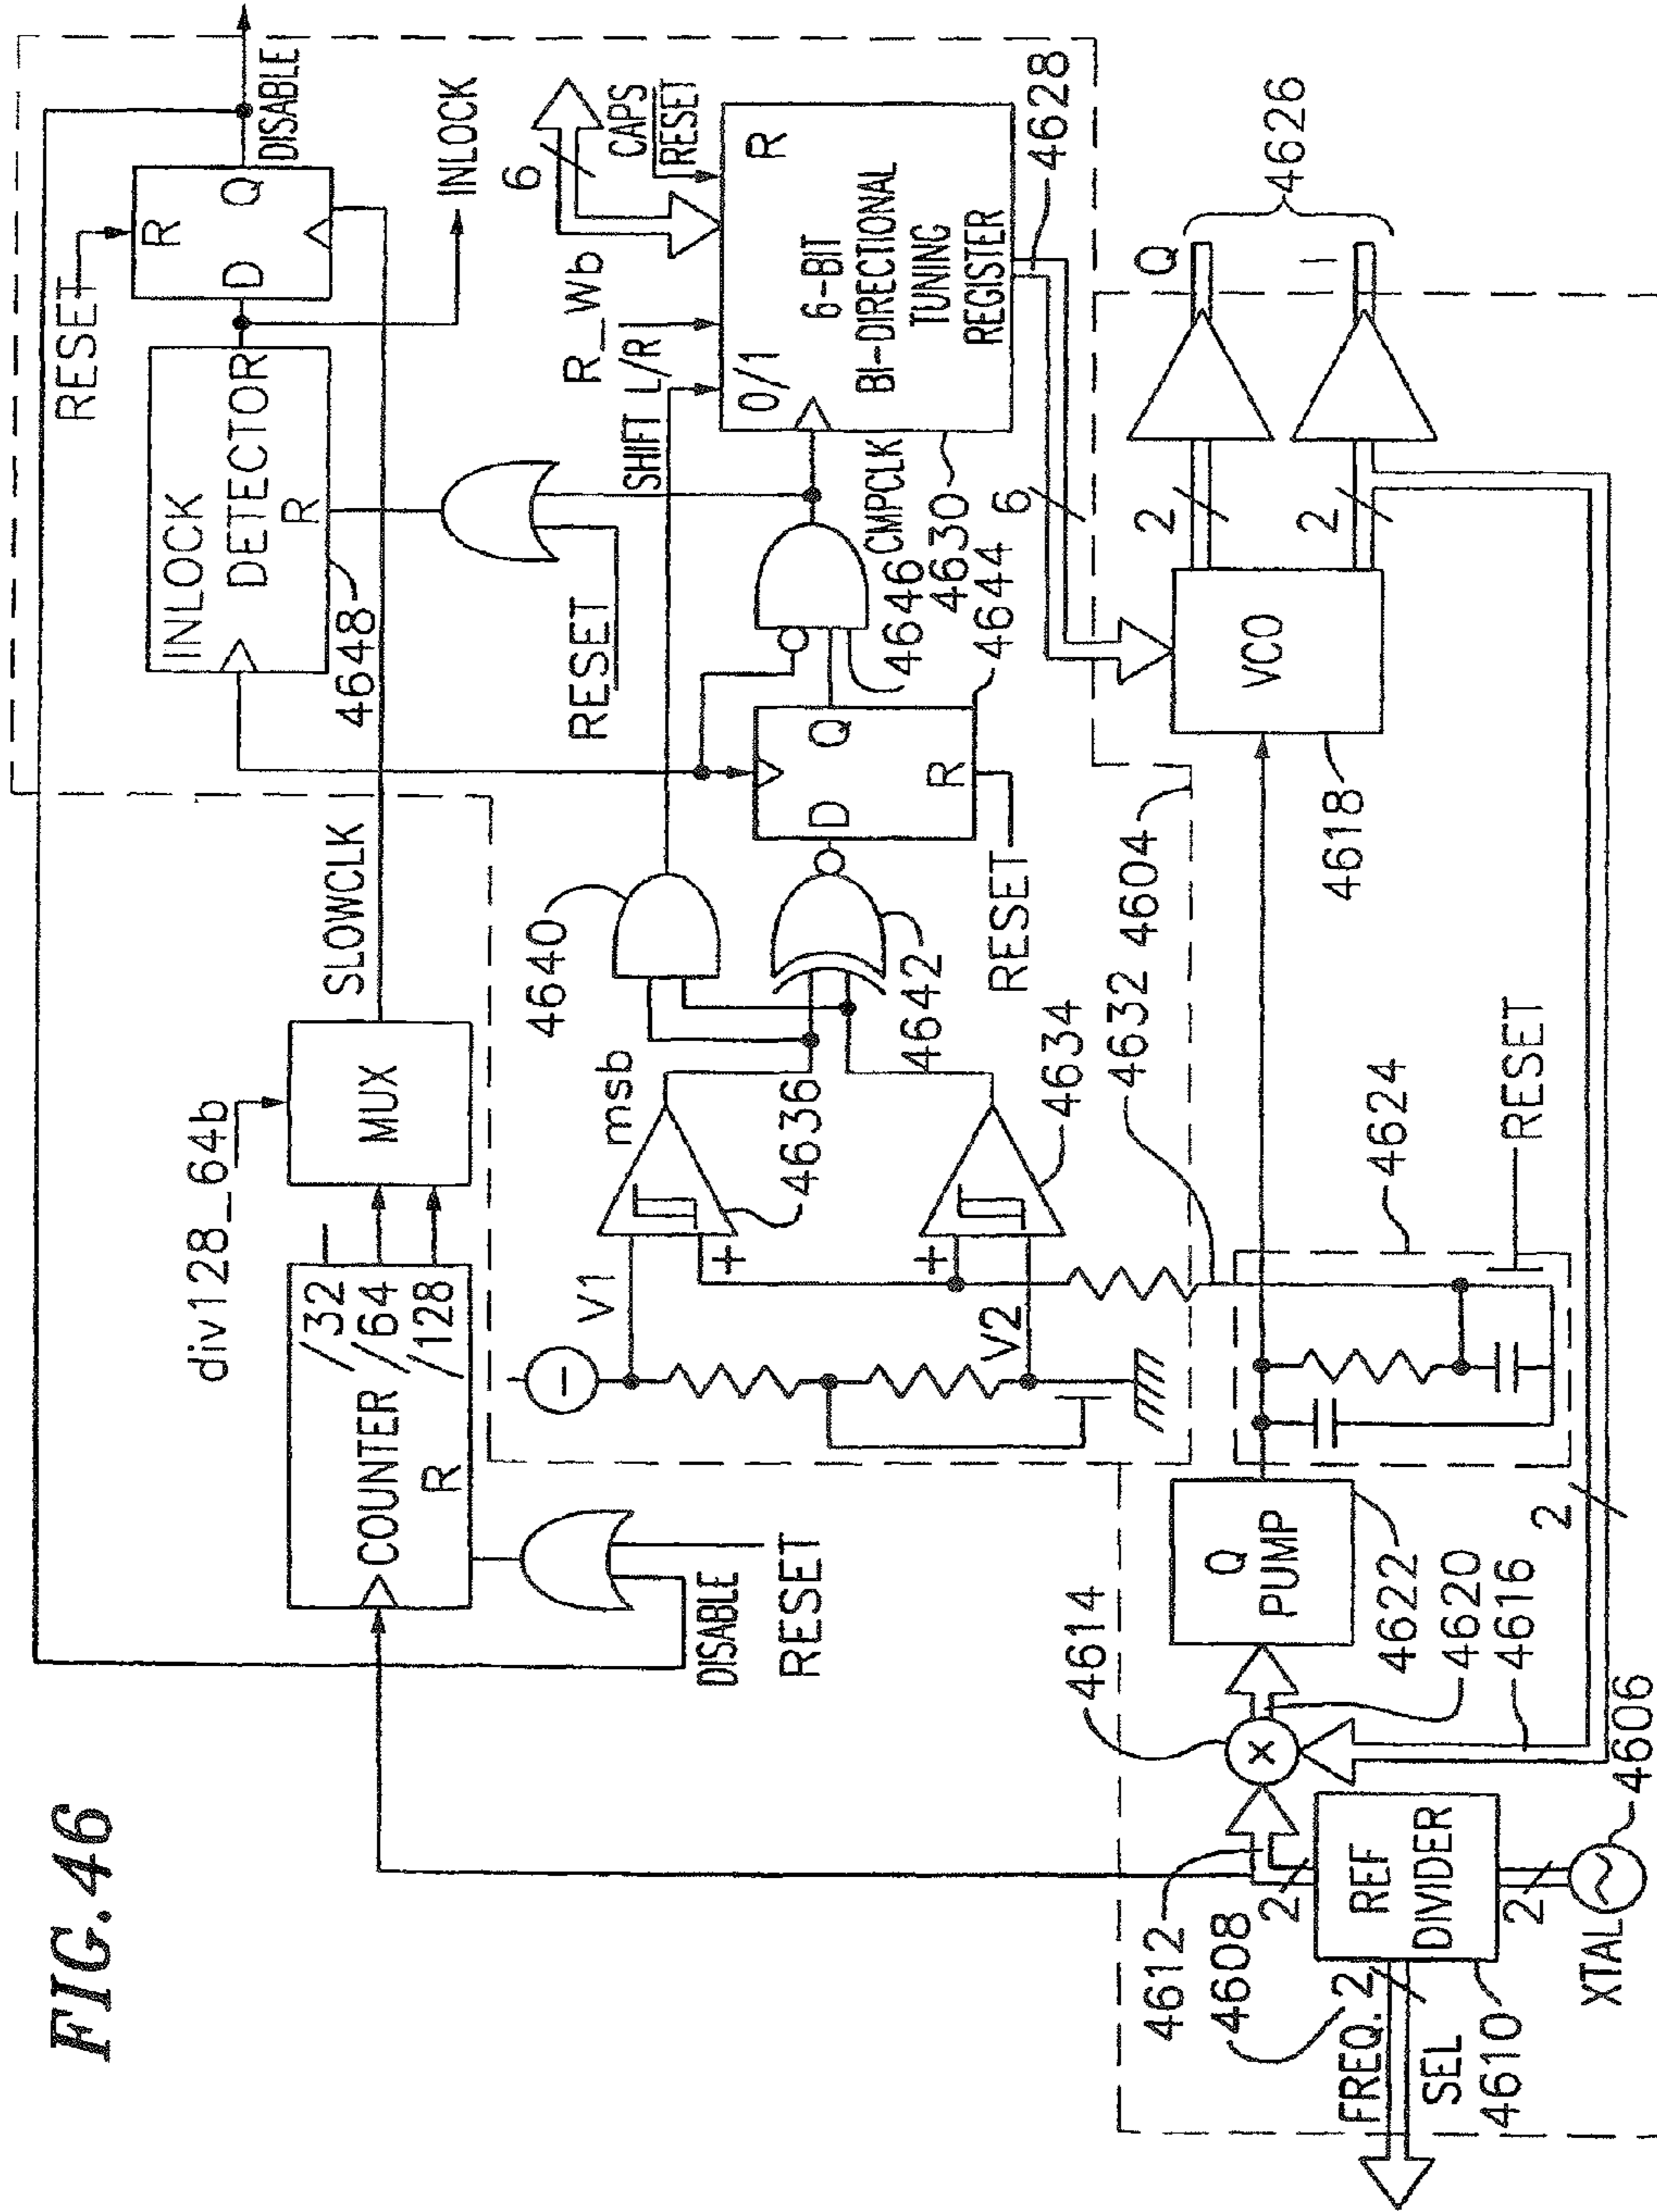 FIG. 46
RESET
R
D
Q
DISABLE
INLOCK
DETECTOR
R
4648
INLOCK
SLOWCLK
div128_64b
MUX
COUNTER
/32
/64
/128
R
DISABLE
RESET
RESET
6
CAPS
RESET
R_Wb
SHIFT L/R
0/1
R
6-BIT
BI-DIRECTIONAL
TUNING
REGISTER
4628
CMPCLK
4646
4630
4644
6
4640
D
Q
R
RESET
4642
msb
4636
4634
V1
+
+
V2
4632
4604
4624
RESET
4626
Q
I
2
2
VCO
4618
Q
PUMP
4622
4620
4616
2
4614
X
4612
4608
2
REF
DIVIDER
2
FREQ.
SEL
2
4610
XTAL
4606